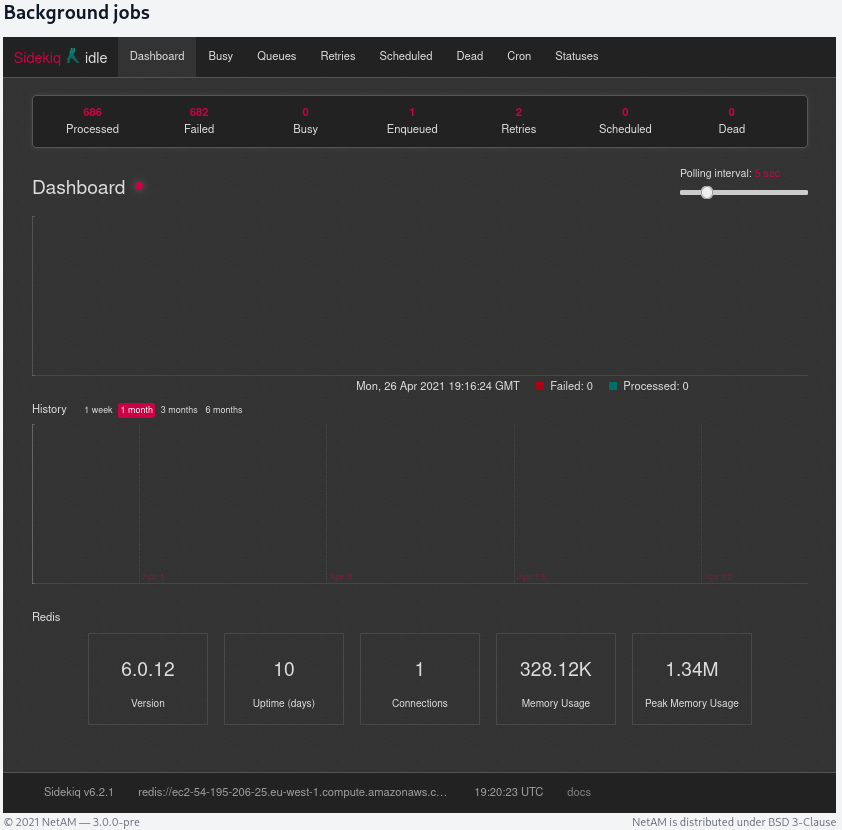 Background jobs
Sidekiq idle Dashboard Busy Queues Retries Scheduled Dead Cron Statuses
686 682 0 1 2 0 0
Processed Failed Busy Enqueued Retries Scheduled Dead
Polling interval: 5 sec
Dashboard
Mon, 26 Apr 2021 19:16:24 GMT Failed: 0 Processed: 0
History 1 week 1 month 3 months 6 months
Redis
6.0.12 10 1 328.12K 1.34M
Version Uptime (days) Connections Memory Usage Peak Memory Usage
Sidekiq v6.2.1 redis://ec2-54-195-206-25.eu-west-1.compute.amazonaws.c… 19:20:23 UTC docs
© 2021 NetAM — 3.0.0-pre NetAM is distributed under BSD 3-Clause